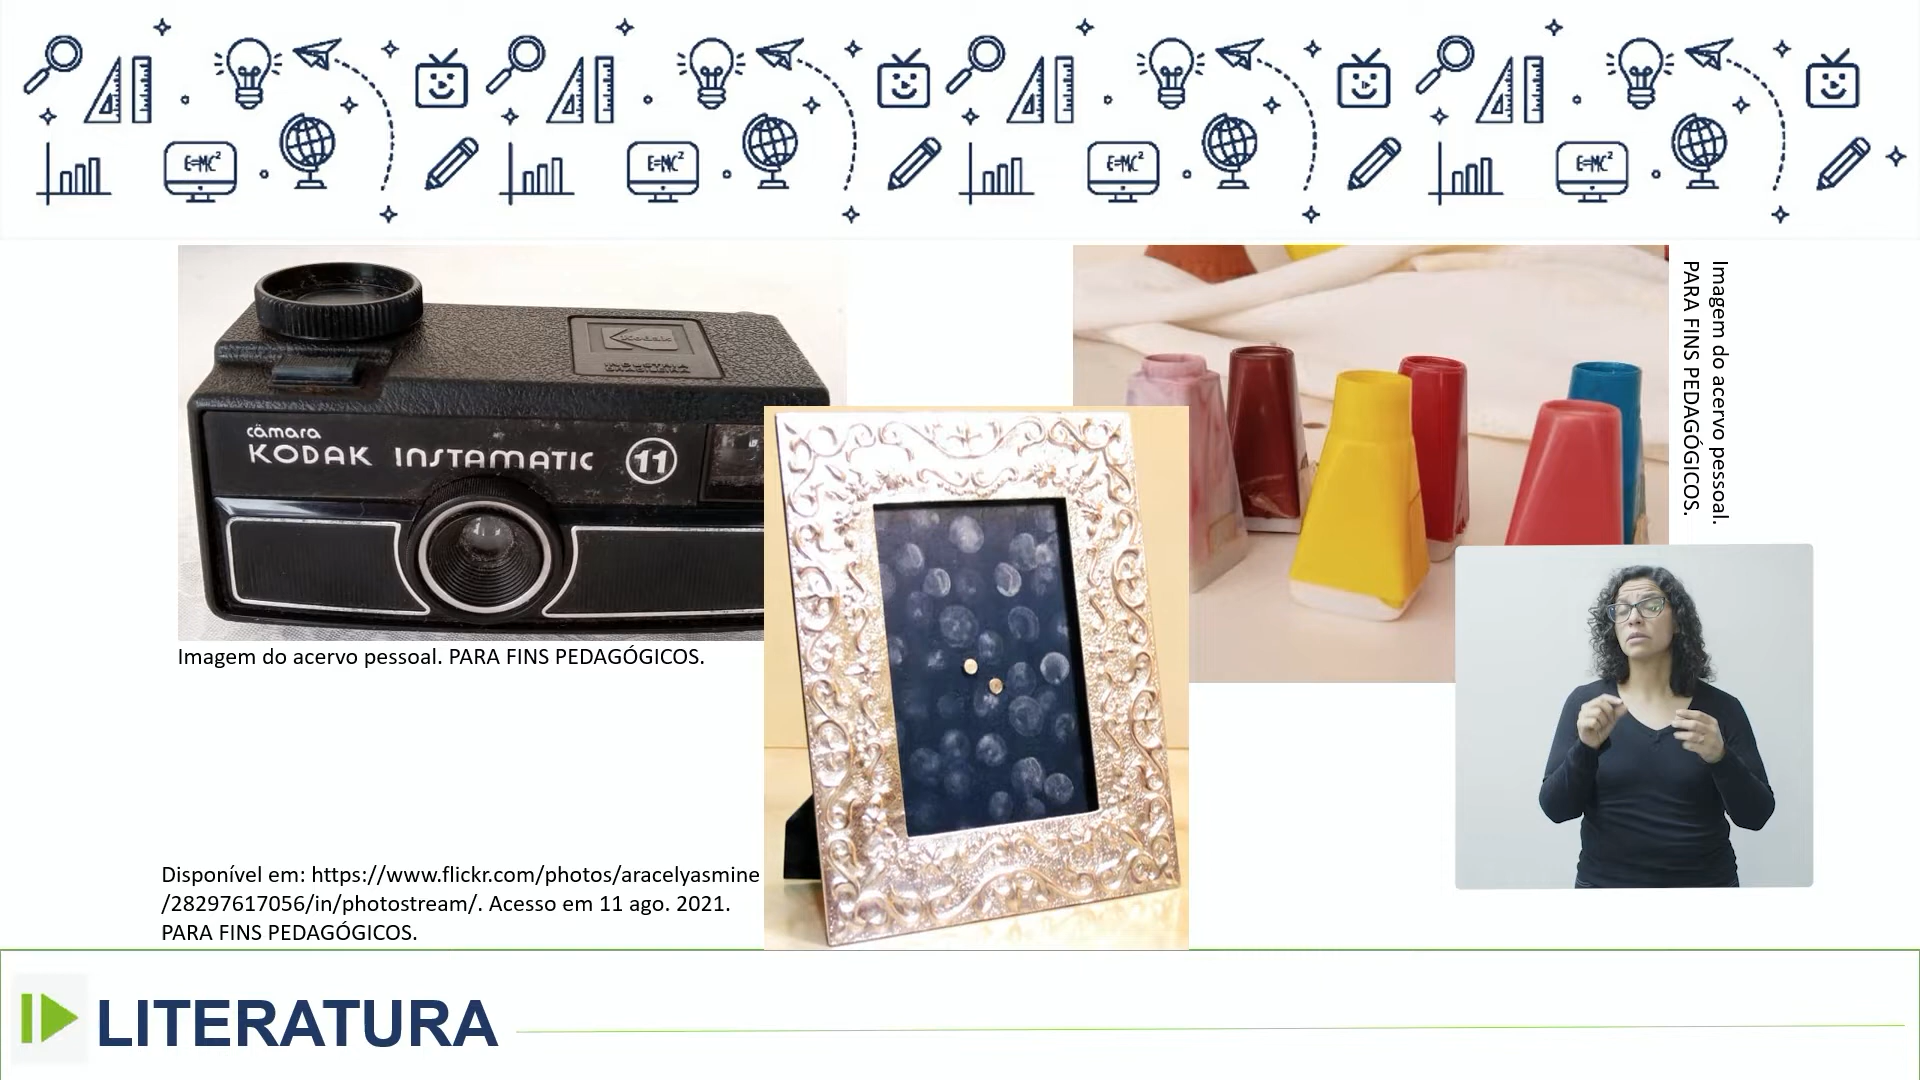 E=MC²
E=MC²
E=MC²
E=MC²
Kodak
câmara
KODAK INSTAMATIC 11
Imagem do acervo pessoal.
PARA FINS PEDAGÓGICOS.
Imagem do acervo pessoal. PARA FINS PEDAGÓGICOS.
Disponível em: https://www.flickr.com/photos/aracelyasmine
/28297617056/in/photostream/. Acesso em 11 ago. 2021.
PARA FINS PEDAGÓGICOS.
LITERATURA